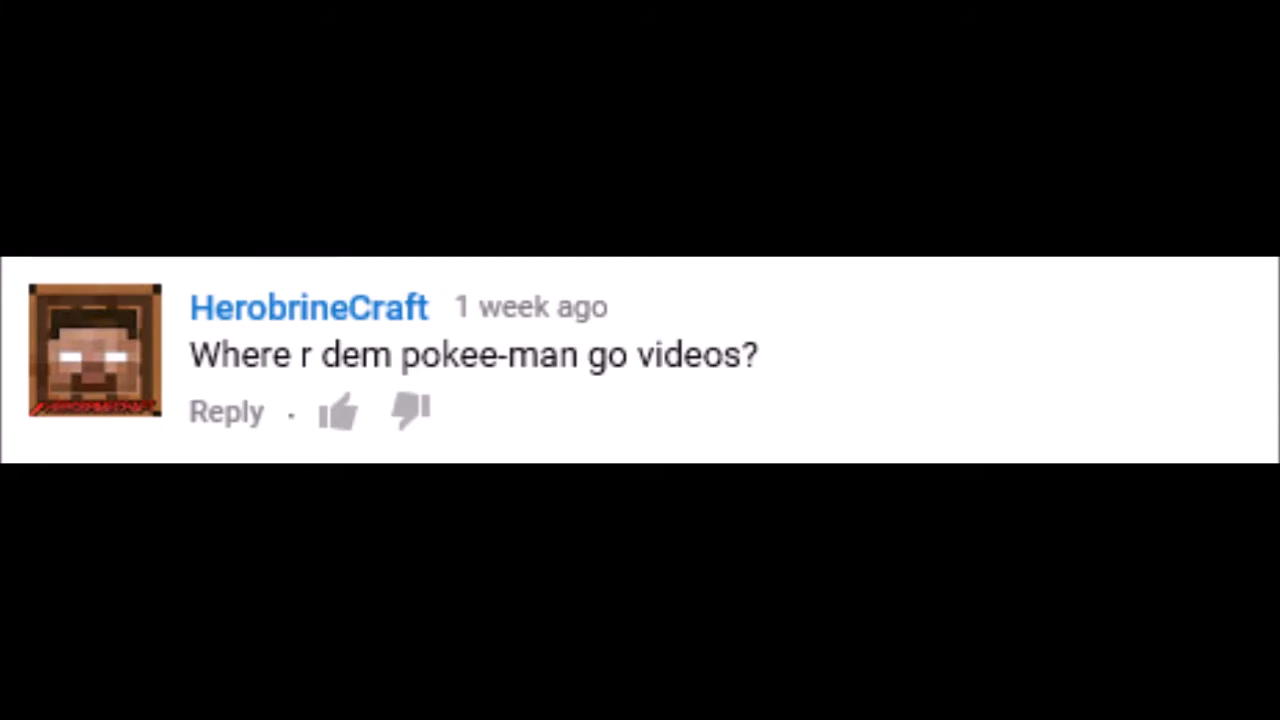 HerobrineCraft 1 week ago
Where r dem pokee-man go videos?
Reply ·